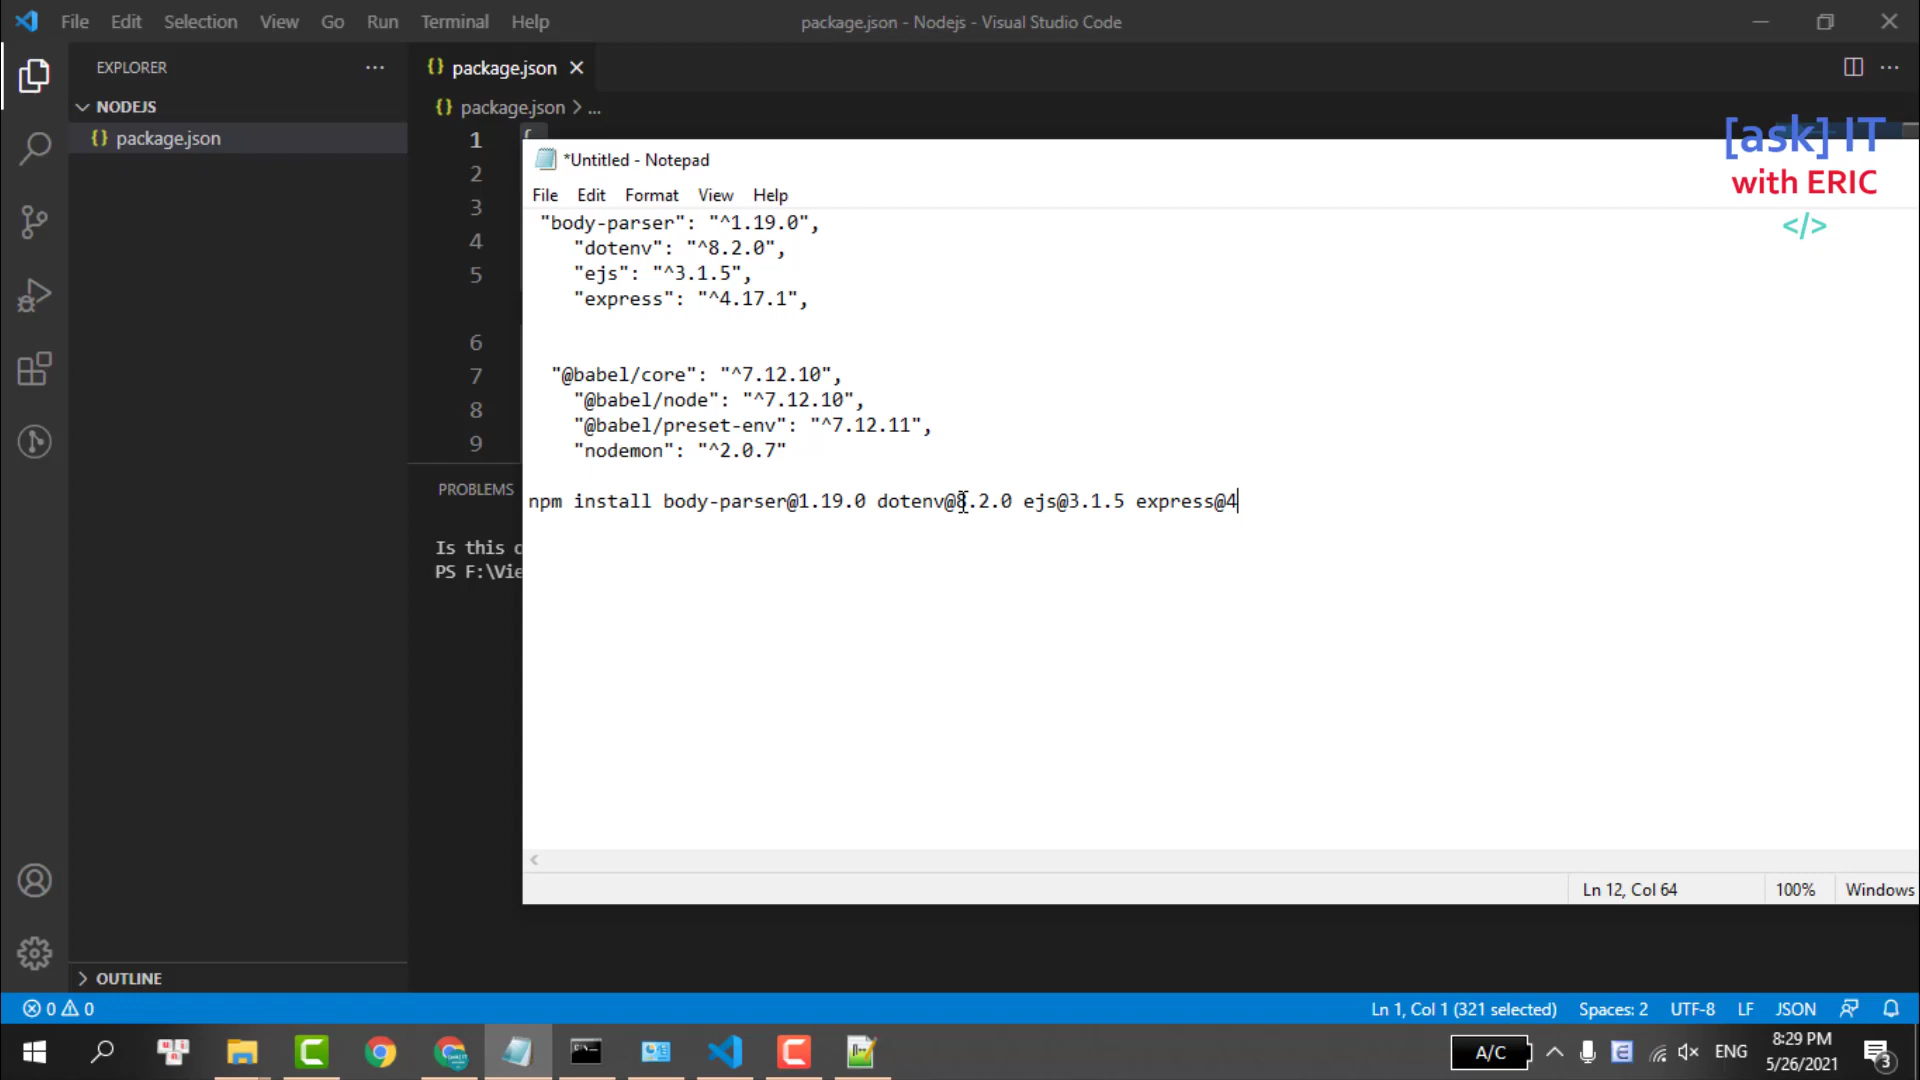 File Edit Selection View Go Run Terminal Help
package.json - Nodejs - Visual Studio Code
EXPLORER
NODEJS
{} package.json
{} package.json
{} package.json > ...
1 {
2
3
4
5
6
7
8
9
*Untitled - Notepad
File Edit Format View Help
"body-parser": "^1.19.0",
"dotenv": "^8.2.0",
"ejs": "^3.1.5",
"express": "^4.17.1",
"@babel/core": "^7.12.10",
"@babel/node": "^7.12.10",
"@babel/preset-env": "^7.12.11",
"nodemon": "^2.0.7"
npm install body-parser@1.19.0 dotenv@8.2.0 ejs@3.1.5 express@4
Ln 12, Col 64
100%
Windows
[ask] IT
with ERIC
</>
PROBLEMS
Is this
PS F:\Vie
OUTLINE
0 0
Ln 1, Col 1 (321 selected) Spaces: 2 UTF-8 LF JSON
A/C
ENG
8:29 PM
5/26/2021
3